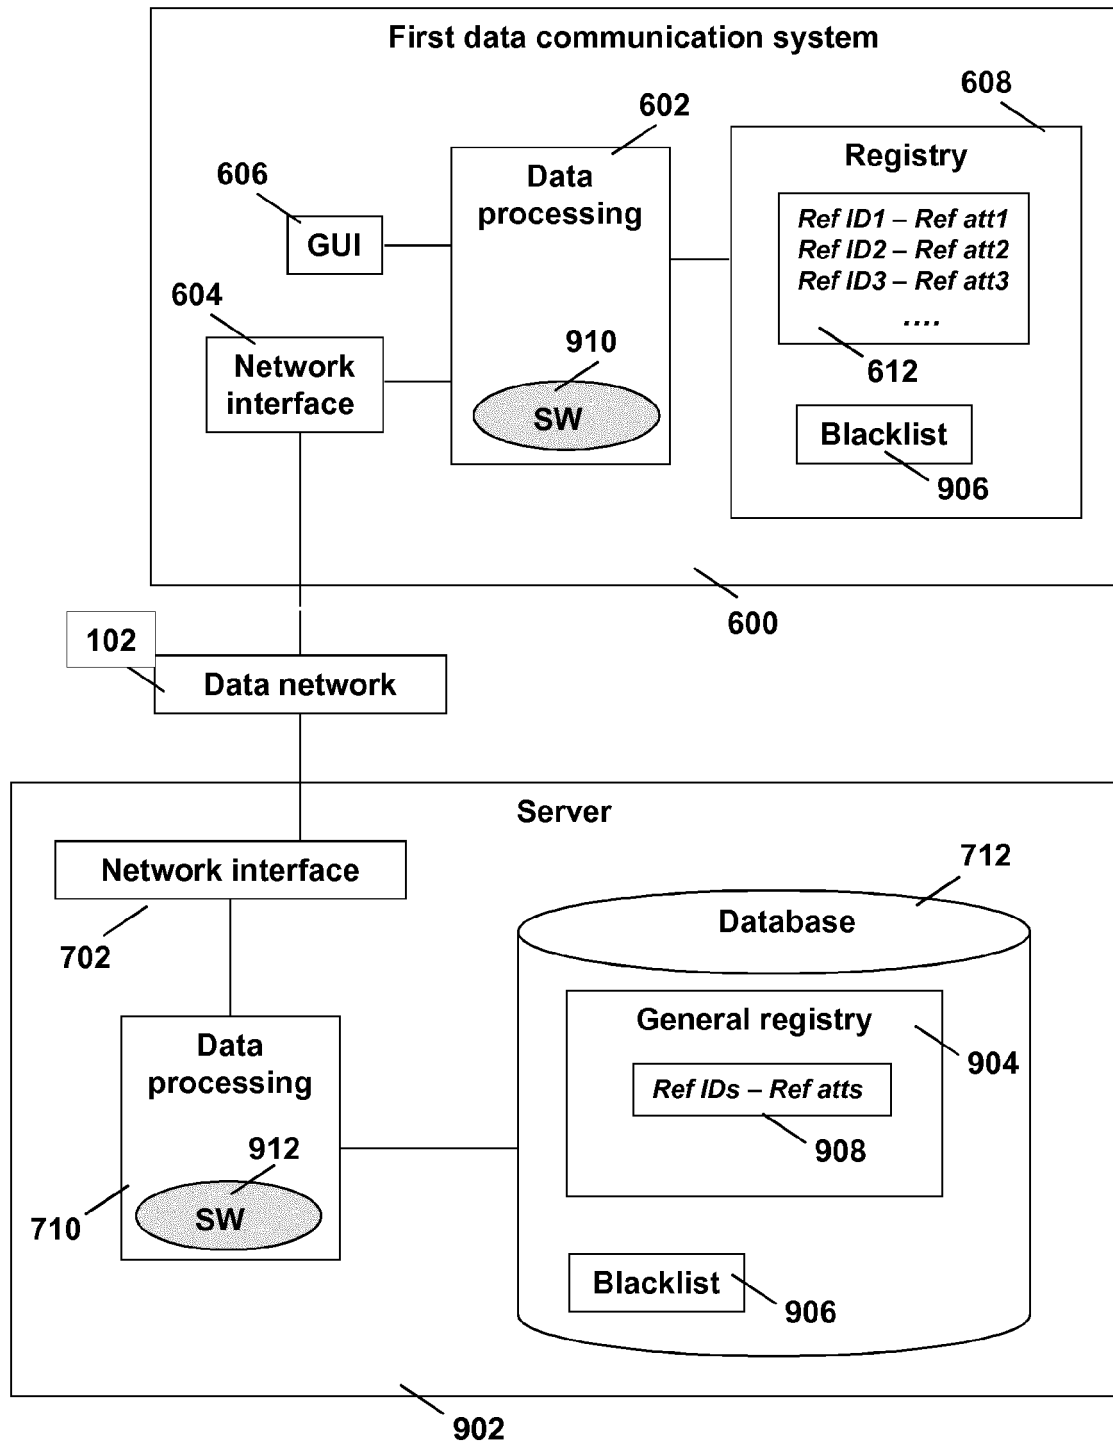 First data communication system
608
602
Registry
606
Data
processing
Ref ID1 – Ref att1
Ref ID2 – Ref att2
Ref ID3 – Ref att3
....
GUI
604
910
612
Network
interface
SW
Blacklist
906
600
102
Data network
Server
712
Network interface
Database
702
General registry
904
Data
processing
Ref IDs – Ref atts
912
908
710
SW
Blacklist
906
902